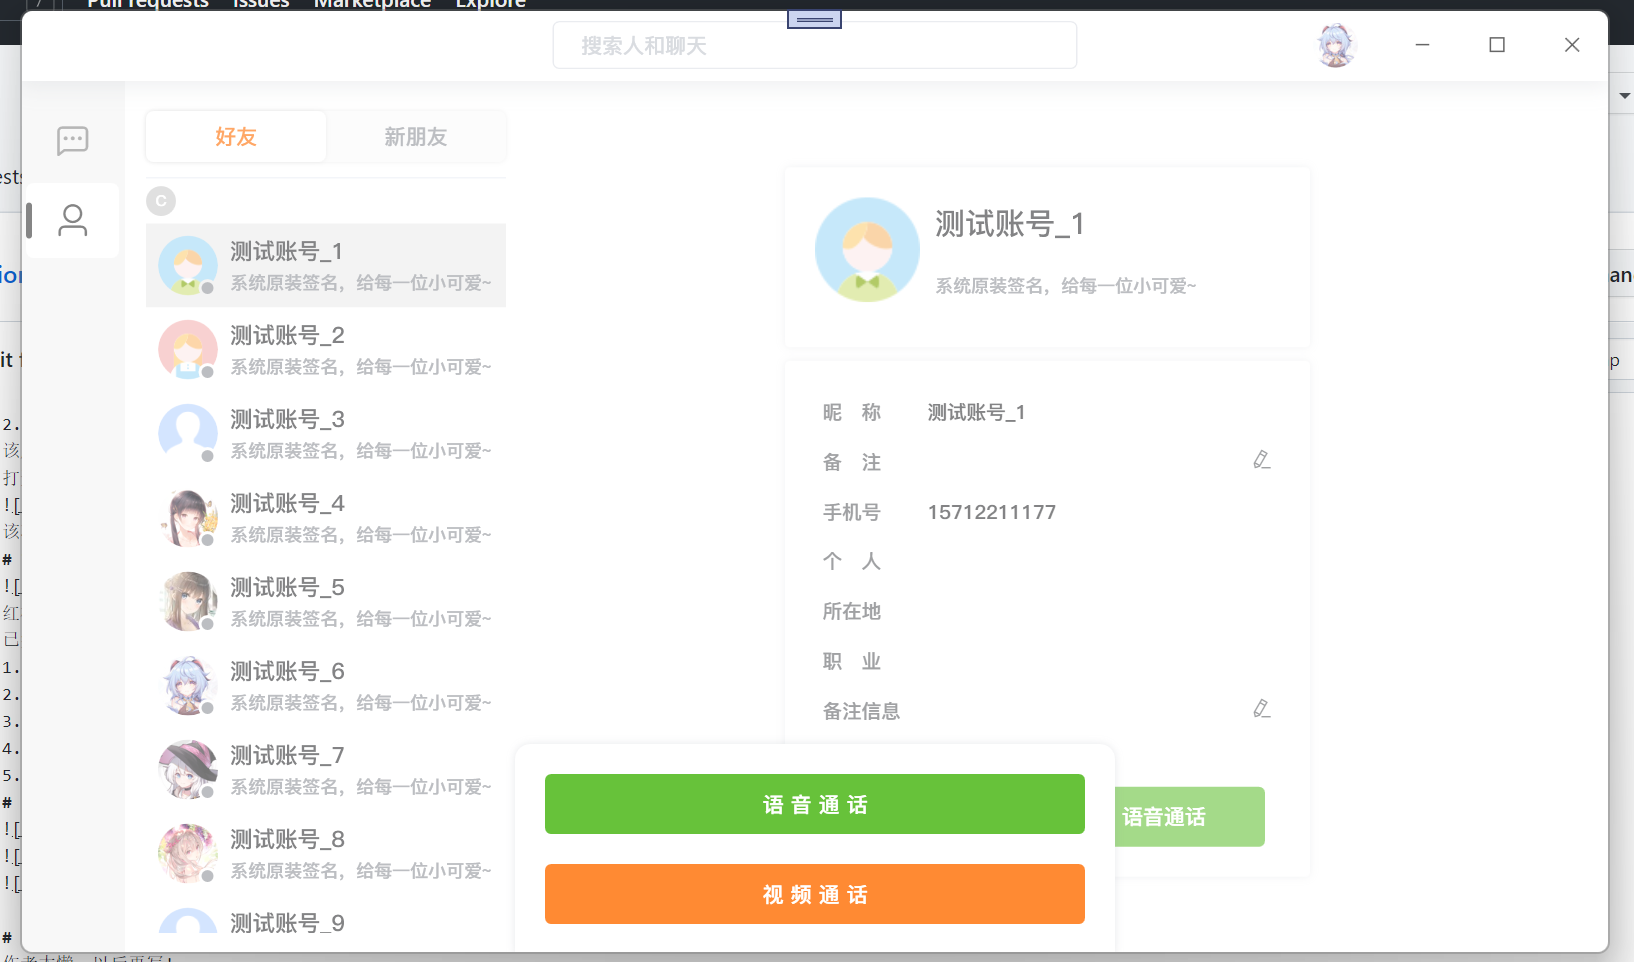 Pull requests Issues Marketplace Explore
搜索人和聊天
好友
新朋友
C
测试账号_1
系统原装签名，给每一位小可爱~
测试账号_2
系统原装签名，给每一位小可爱~
测试账号_3
系统原装签名，给每一位小可爱~
测试账号_4
系统原装签名，给每一位小可爱~
测试账号_5
系统原装签名，给每一位小可爱~
测试账号_6
系统原装签名，给每一位小可爱~
测试账号_7
系统原装签名，给每一位小可爱~
测试账号_8
系统原装签名，给每一位小可爱~
测试账号_9
测试账号_1
系统原装签名，给每一位小可爱~
昵 称 测试账号_1
备 注
手机号 15712211177
个 人
所在地
职 业
备注信息
语音通话
语音通话
视频通话
2.
该
打
![
该
#
![
红
已
1.
2.
3.
4.
5.
#
![
![
![
#